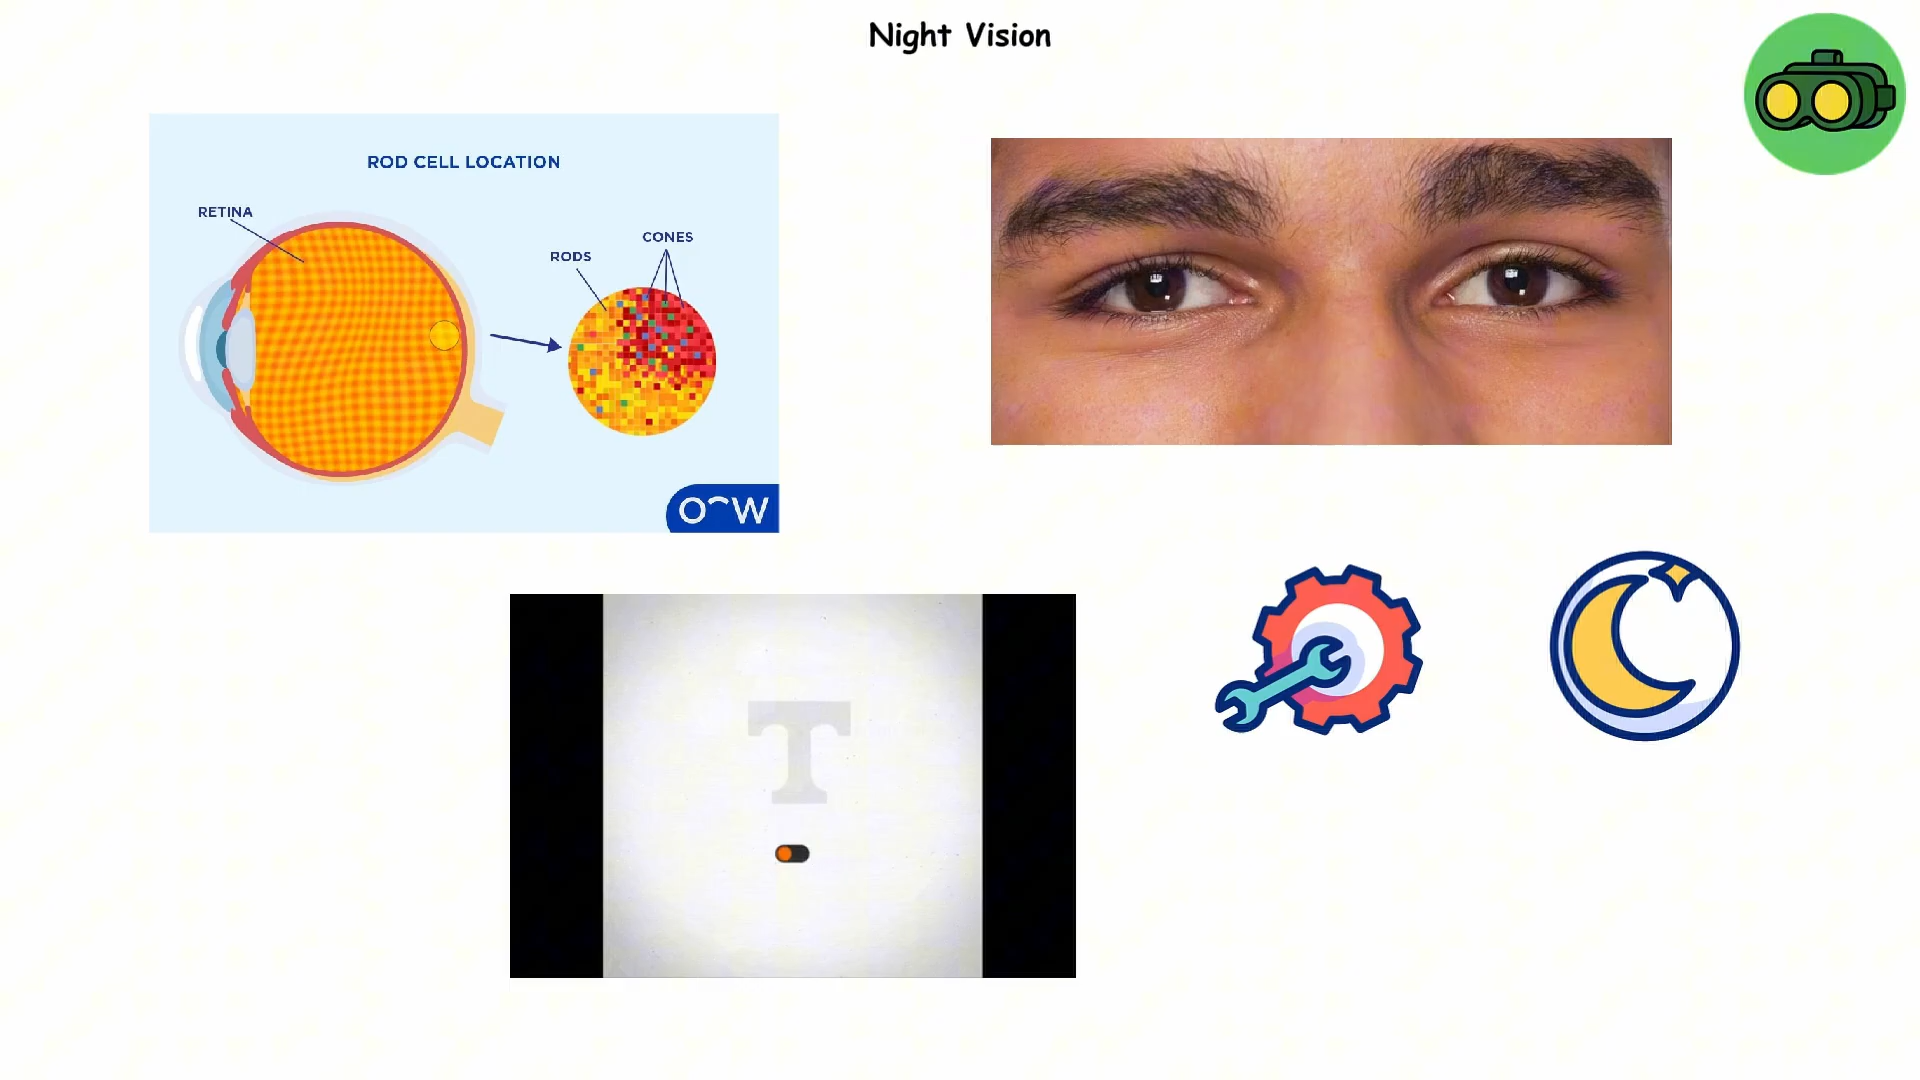 Night Vision
ROD CELL LOCATION
RETINA
CONES
RODS
T